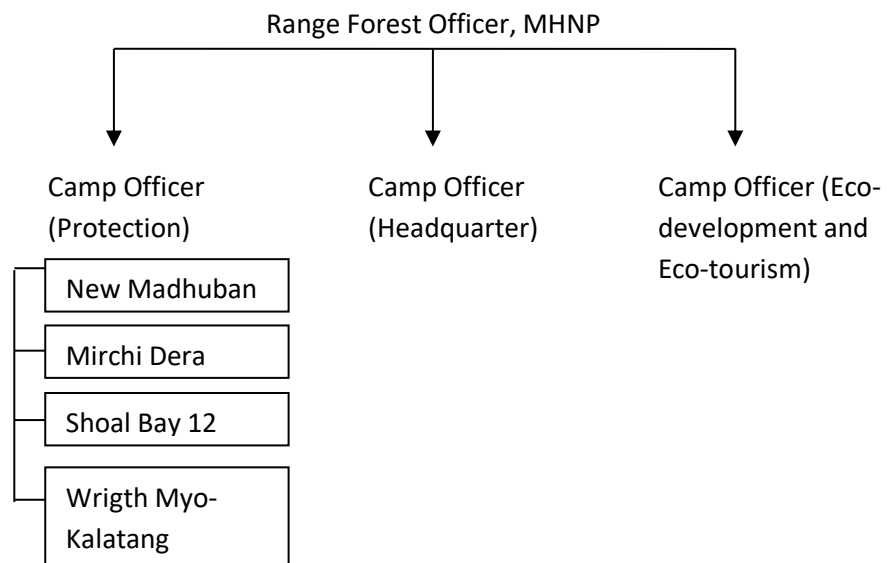 Range Forest Officer, MHNP
Camp Officer
(Protection)
Camp Officer
(Headquarter)
Camp Officer (Eco-
development and
Eco-tourism)
New Madhuban
Mirchi Dera
Shoal Bay 12
Wrigth Myo-
Kalatang